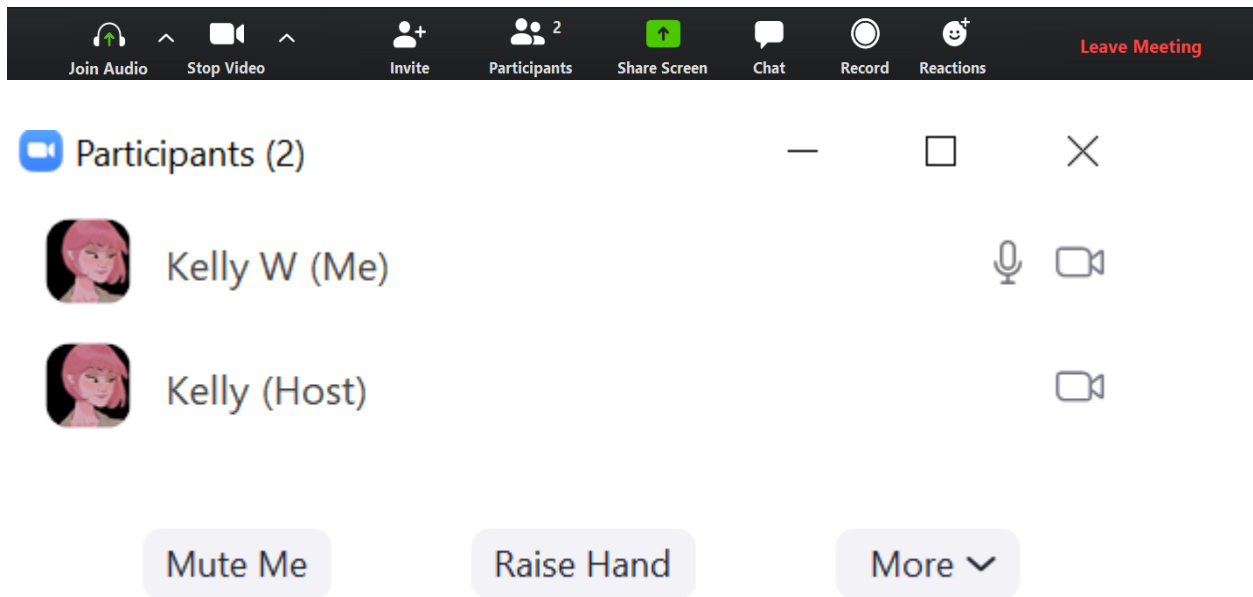 Join Audio Stop Video Invite Participants 2 Share Screen Chat Record Reactions Leave Meeting
Participants (2)
Kelly W (Me)
Kelly (Host)
Mute Me Raise Hand More